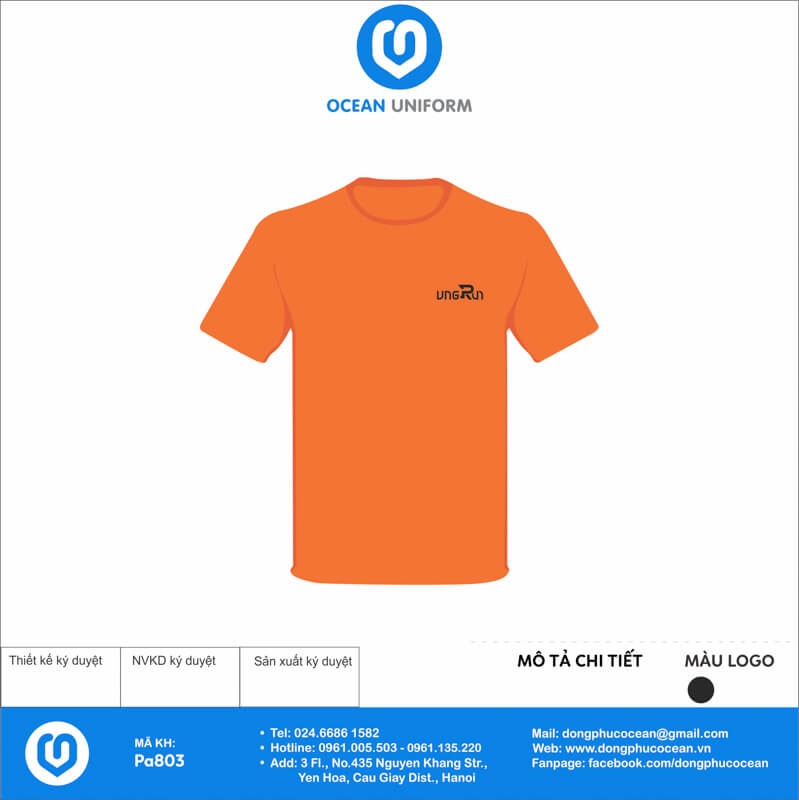 OCEAN UNIFORM
VNGRUN
Thiết kế ký duyệt
NVKD ký duyệt
Sản xuất ký duyệt
MÔ TẢ CHI TIẾT
MÀU LOGO
MÃ KH:
Pa803
• Tel: 024.6686 1582
• Hotline: 0961.005.503 - 0961.135.220
• Add: 3 Fl., No.435 Nguyen Khang Str.,
Yen Hoa, Cau Giay Dist., Hanoi
Mail: dongphucocean@gmail.com
Web: www.dongphucocean.vn
Fanpage: facebook.com/dongphucocean